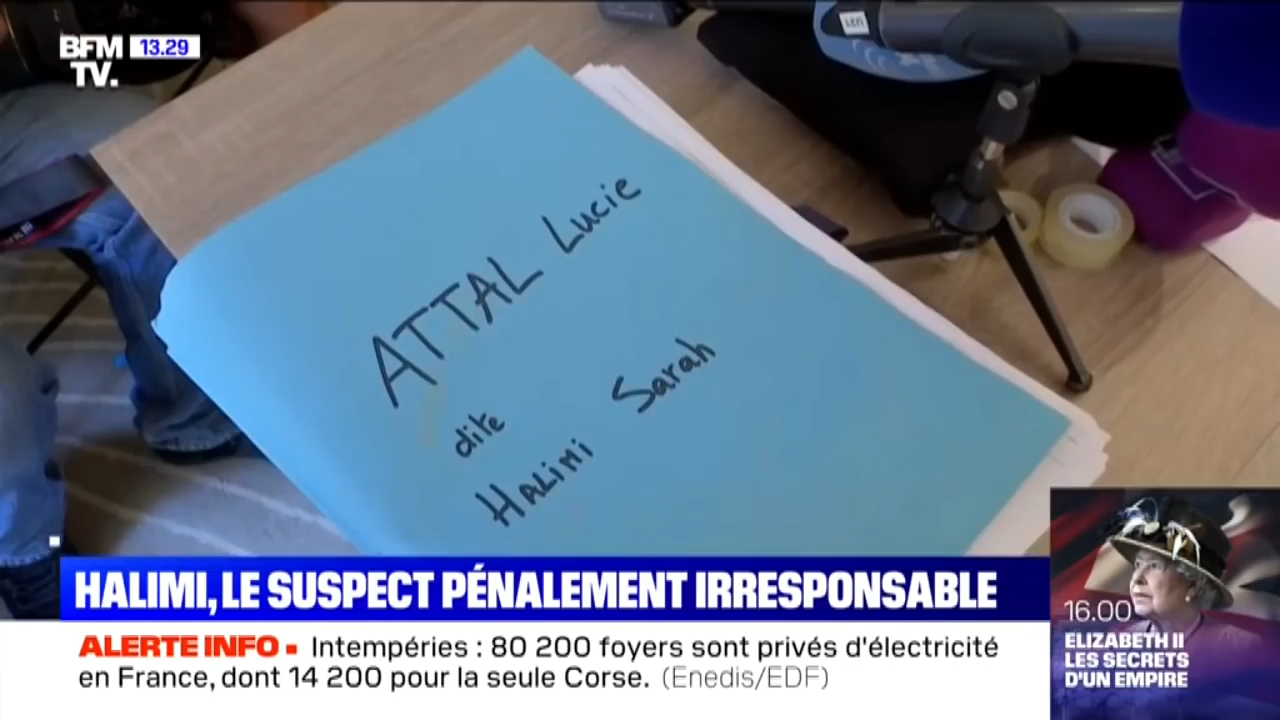 BFM 13.29
TV.
U21
ATTAL Lucie
dite
Halimi Sarah
HALIMI, LE SUSPECT PÉNALEMENT IRRESPONSABLE
ALERTE INFO ▪ Intempéries : 80 200 foyers sont privés d'électricité
en France, dont 14 200 pour la seule Corse. (Enedis/EDF)
16.00
ELIZABETH II
LES SECRETS
D'UN EMPIRE